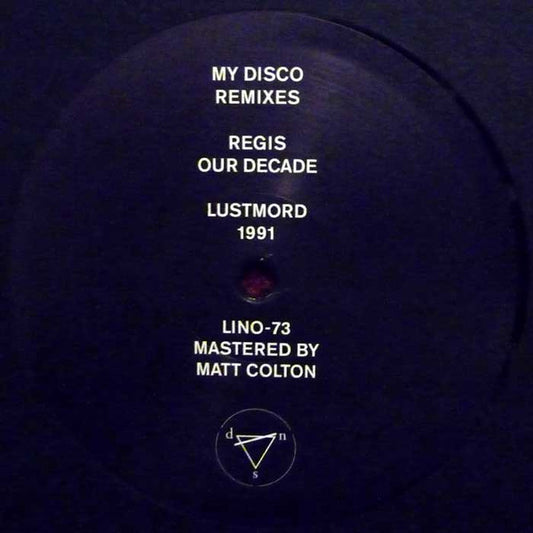 MY DISCO
REMIXES
REGIS
OUR DECADE
LUSTMORD
1991
LINO-73
MASTERED BY
MATT COLTON
d n
s